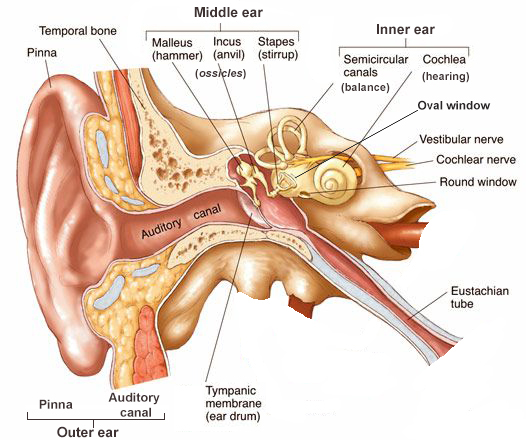 Middle ear
Temporal bone
Pinna
Malleus
(hammer)
Incus
(anvil)
Stapes
(stirrup)
(ossicles)
Inner ear
Semicircular
canals
(balance)
Cochlea
(hearing)
Oval window
Vestibular nerve
Cochlear nerve
Round window
Auditory canal
Eustachian
tube
Tympanic
membrane
(ear drum)
Pinna
Auditory
canal
Outer ear